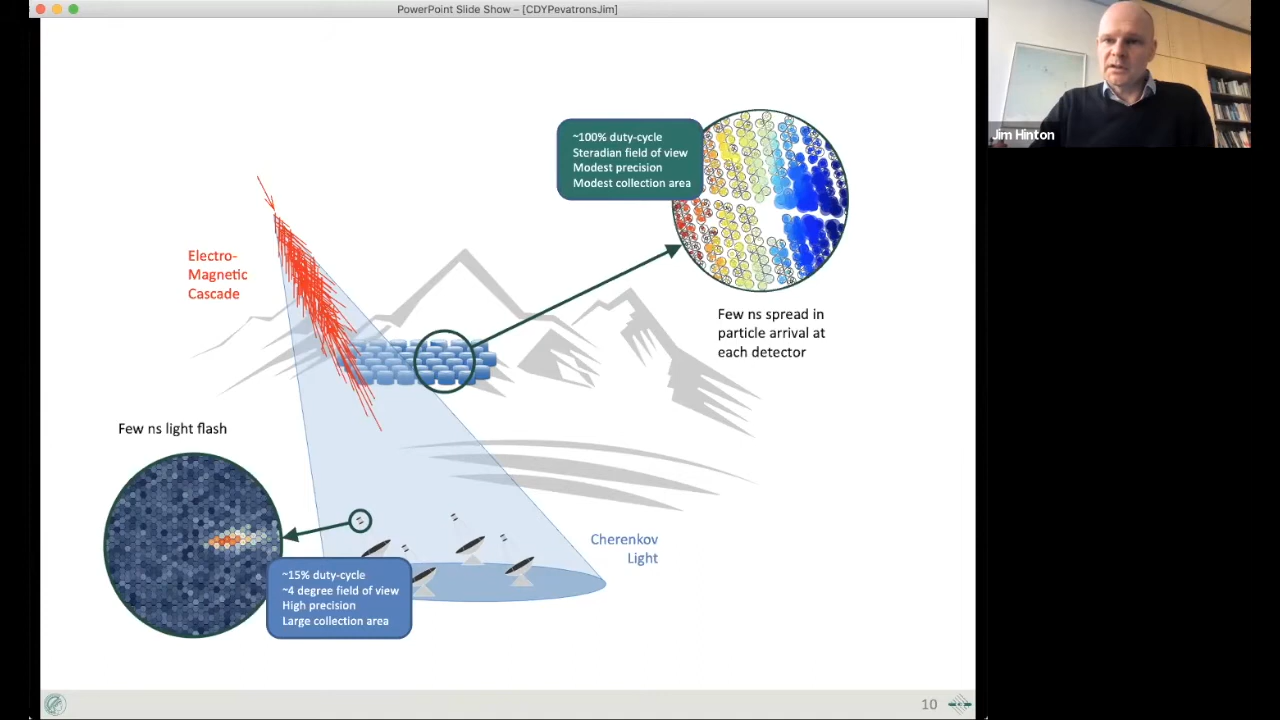 PowerPoint Slide Show – [CDYPevatronsJim]
Jim Hinton
~100% duty-cycle
Steradian field of view
Modest precision
Modest collection area
Electro-
Magnetic
Cascade
Few ns spread in
particle arrival at
each detector
Few ns light flash
Cherenkov
Light
~15% duty-cycle
~4 degree field of view
High precision
Large collection area
10